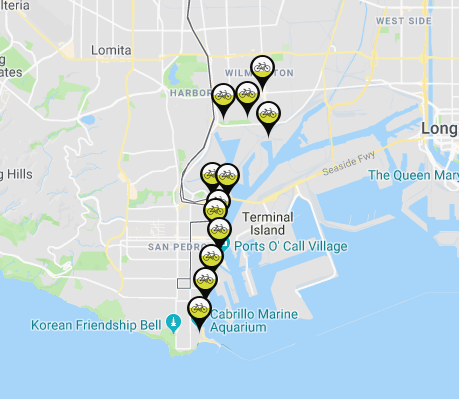 lteria
WEST SIDE
Lomita
g
ates
WILMINGTON
HARBOR
Long
Seaside Fwy
g Hills
The Queen Mary
Terminal
Island
SAN PEDRO
Ports O' Call Village
Korean Friendship Bell
Cabrillo Marine
Aquarium